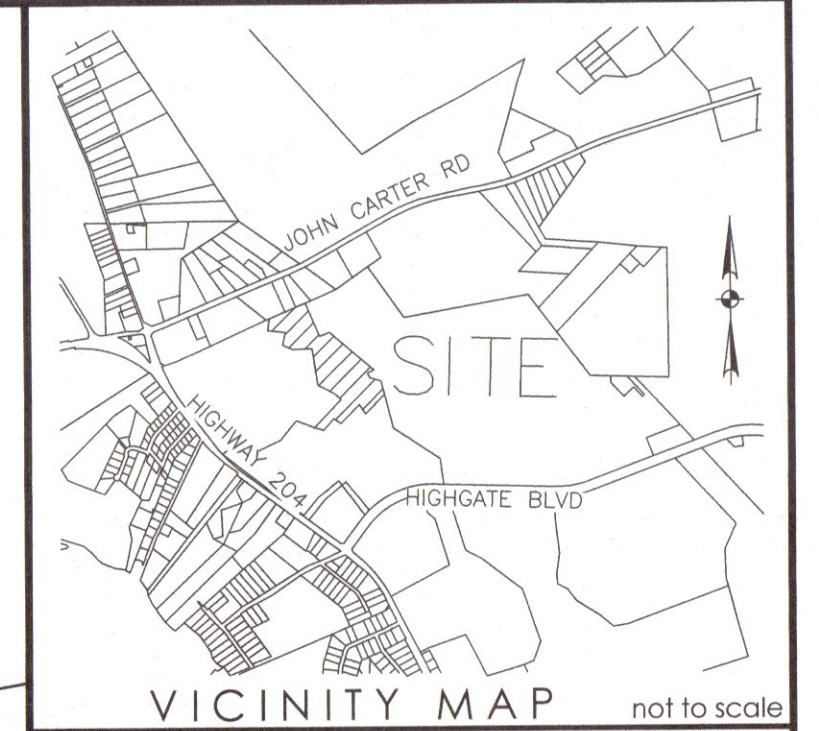 JOHN CARTER RD
SITE
HIGHWAY 204
HIGHGATE BLVD
VICINITY MAP
not to scale